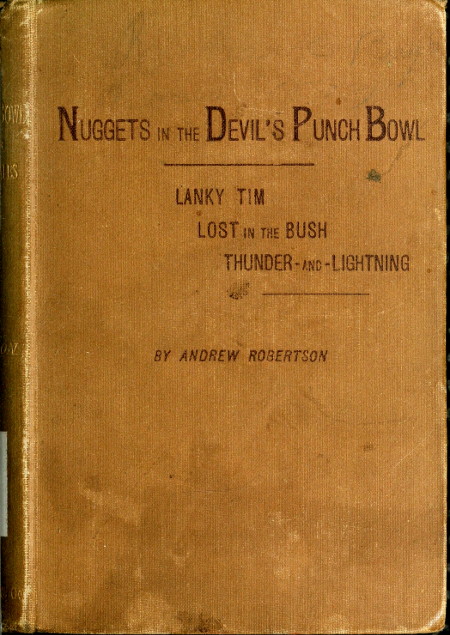 NUGGETS IN THE DEVIL'S PUNCH BOWL
LANKY TIM
LOST IN THE BUSH
THUNDER-AND-LIGHTNING
BY ANDREW ROBERTSON